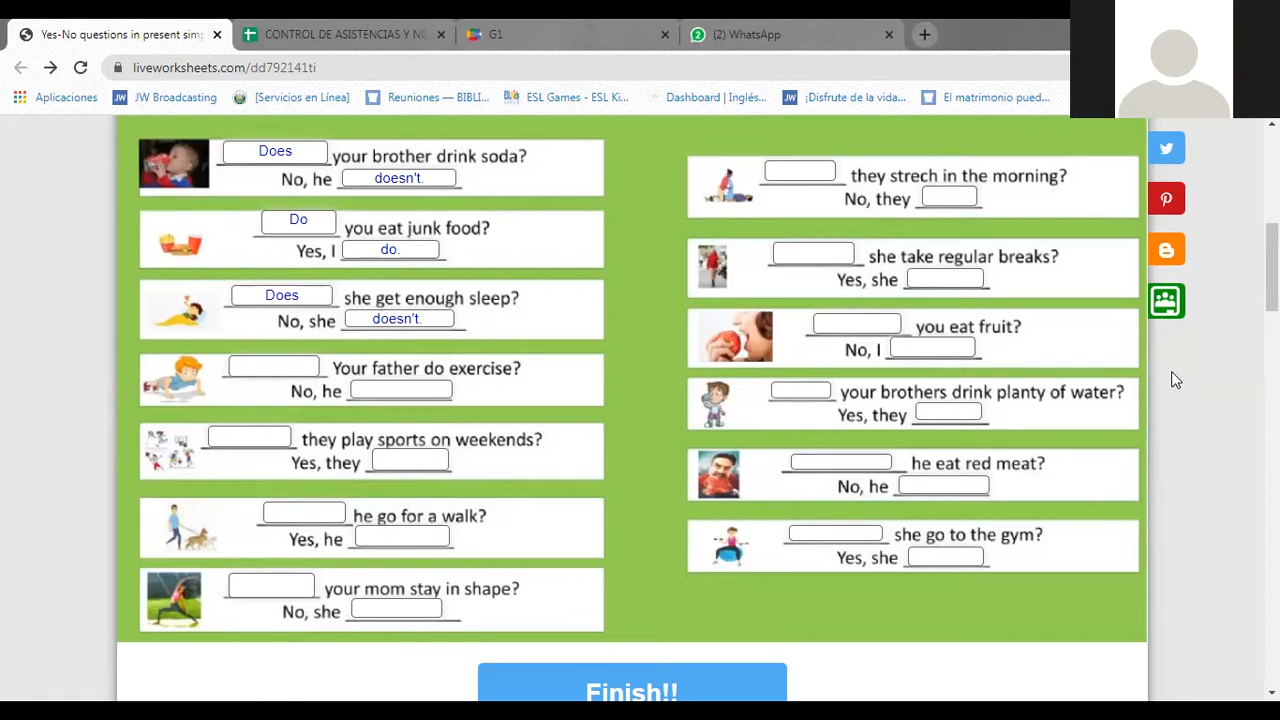 Yes-No questions in present simp
CONTROL DE ASISTENCIAS Y NO
G1
2
(2) WhatsApp
liveworksheets.com/dd792141ti
Aplicaciones
JW Broadcasting
[Servicios en Línea]
Reuniones — BIBLI...
ESL Games - ESL Ki...
Dashboard | Inglés...
¡Disfrute de la vida...
El matrimonio pued...
Does your brother drink soda?
No, he doesn't.
Do you eat junk food?
Yes, I do.
Does she get enough sleep?
No, she doesn't.
Your father do exercise?
No, he
they play sports on weekends?
Yes, they
he go for a walk?
Yes, he
your mom stay in shape?
No, she
they strech in the morning?
No, they
she take regular breaks?
Yes, she
you eat fruit?
No, I
your brothers drink planty of water?
Yes, they
he eat red meat?
No, he
she go to the gym?
Yes, she
Finish!!